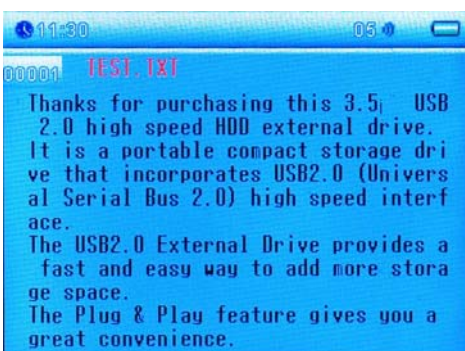 11:30 05
00001 TEST.TXT
Thanks for purchasing this 3.5¡ USB
2.0 high speed HDD external drive.
It is a portable compact storage dri
ve that incorporates USB2.0 (Univers
al Serial Bus 2.0) high speed interf
ace.
The USB2.0 External Drive provides a
fast and easy way to add more stora
ge space.
The Plug & Play feature gives you a
great convenience.